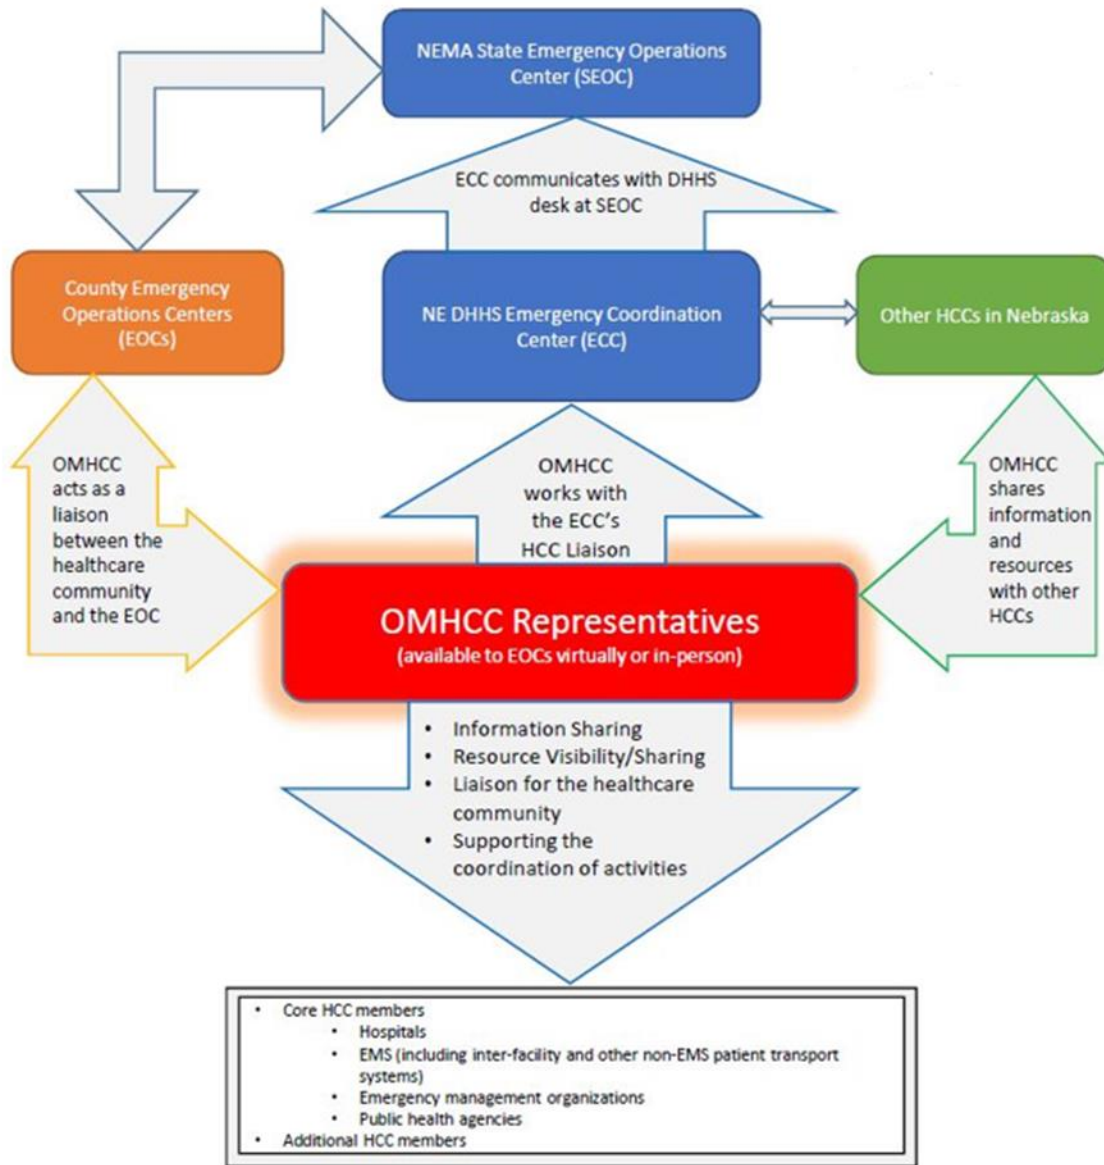 NEMA State Emergency Operations
Center (SEOC)
ECC communicates with DHHS
desk at SEOC
County Emergency
Operations Centers
(EOCs)
NE DHHS Emergency Coordination
Center (ECC)
Other HCCs in Nebraska
OMHCC
acts as a
liaison
between the
healthcare
community
and the EOC
OMHCC
works with
the ECC's
HCC Liaison
OMHCC
shares
information
and
resources
with other
HCCs
OMHCC Representatives
(available to EOCs virtually or in-person)
• Information Sharing
• Resource Visibility/Sharing
• Liaison for the healthcare
community
• Supporting the
coordination of activities
• Core HCC members
• Hospitals
• EMS (including inter-facility and other non-EMS patient transport
systems)
• Emergency management organizations
• Public health agencies
• Additional HCC members